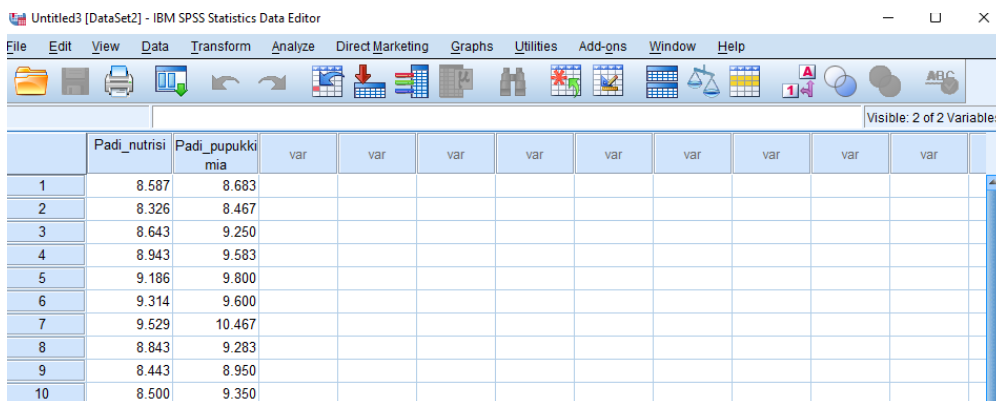 Untitled3 [DataSet2] - IBM SPSS Statistics Data Editor
File Edit View Data Transform Analyze Direct Marketing Graphs Utilities Add-ons Window Help
Visible: 2 of 2 Variables
Padi_nutrisi Padi_pupukkimia var var var var var var var var var
1 8.587 8.683
2 8.326 8.467
3 8.643 9.250
4 8.943 9.583
5 9.186 9.800
6 9.314 9.600
7 9.529 10.467
8 8.843 9.283
9 8.443 8.950
10 8.500 9.350